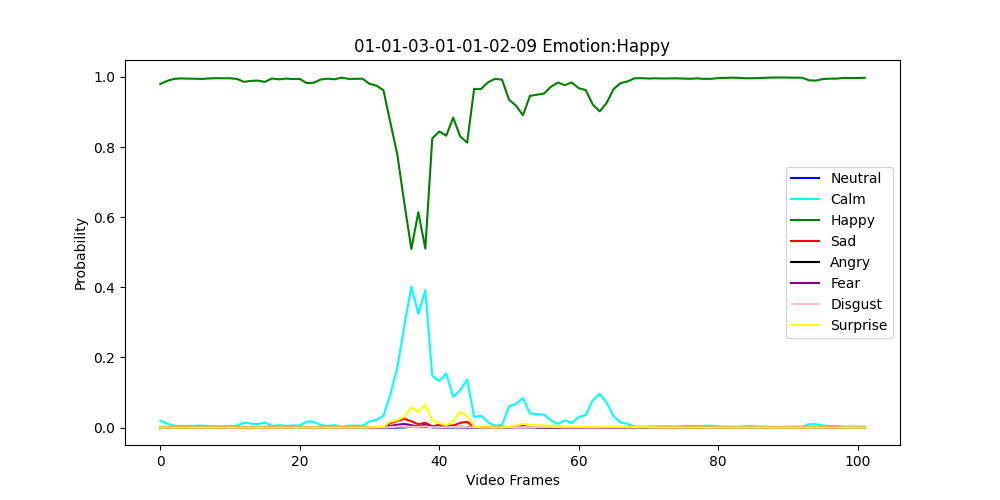 01-01-03-01-01-02-09 Emotion:Happy
1.0
0.8
0.6
0.4
0.2
0.0
Probability
0 20 40 60 80 100
Video Frames
Neutral
Calm
Happy
Sad
Angry
Fear
Disgust
Surprise